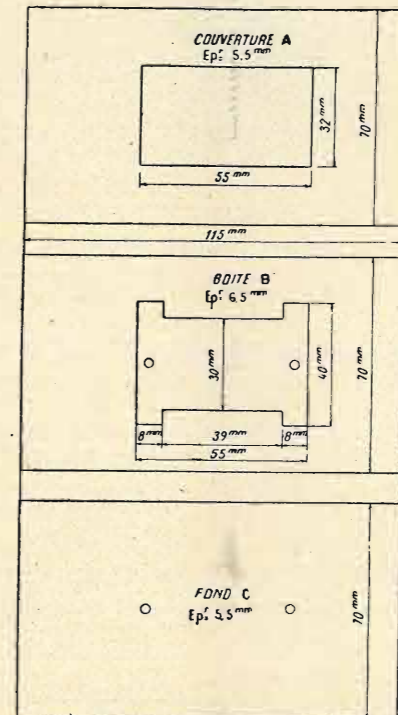 COUVERTURE A
Epr= 5.5 mm
32 mm
70 mm
55 mm
115 mm
BOITE B
Epr= 6.5 mm
30 mm
40 mm
70 mm
8 mm
39 mm
8 mm
55 mm
FOND C
Epr= 5.5 mm
70 mm